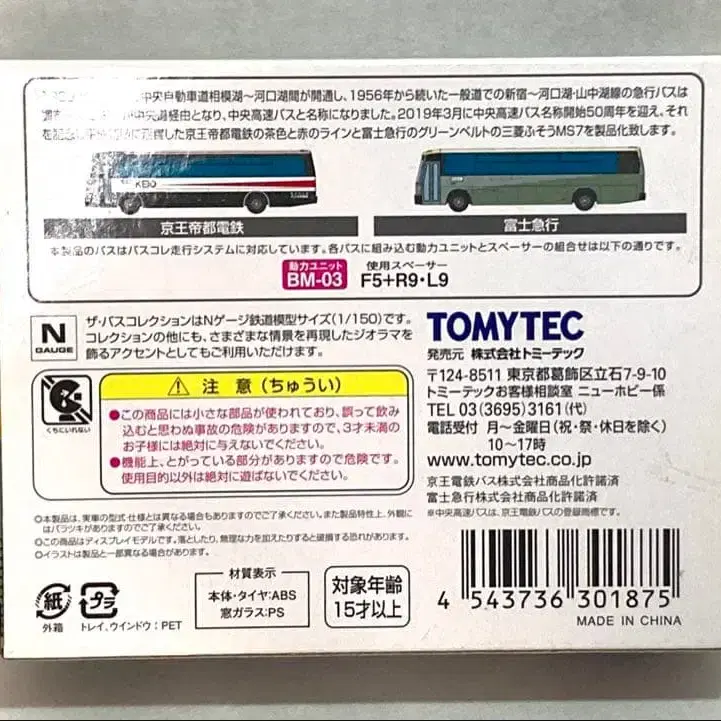 中央自動車道相模湖～河口湖間が開通し、1956年から続いた一般道での新宿～河口湖・山中湖線の急行バスは
中央道経由となり、中央高速バスと名称になりました。2019年3月に中央高速バス名称開始50周年を迎え、それ
を記念し
した京王帝都電鉄の茶色と赤のラインと富士急行のグリーンベルトの三菱ふそうMS7を製品化致します。
KEIO
京王帝都電鉄
富士急行
本製品のバスはバスコレ走行システムに対応しています。各バスに組み込む動力ユニットとスペーサーの組合せは以下の通りです。
動力ユニット
BM-03
使用スペーサー
F5+R9・L9
N
GAUGE
ザ・バスコレクションはNゲージ鉄道模型サイズ(1/150)です。
コレクションの他にも、さまざまな情景を再現したジオラマを
飾るアクセントとしてもご利用いただけます。
くちにいれない
注 意 (ちゅうい)
●この商品には小さな部品が使われており、誤って飲み
込むと思わぬ事故の危険がありますので、3才未満の
お子様には絶対に与えないでください。
●機能上、とがっている部分がありますので危険です。
使用目的以外は絶対に遊ばないでください。
TOMYTEC
発売元 株式会社トミーテック
〒124-8511 東京都葛飾区立石7-9-10
トミーテックお客様相談室 ニューホビー係
TEL 03(3695)3161(代)
電話受付 月～金曜日(祝・祭・休日を除く)
10～17時
www.tomytec.co.jp
京王電鉄バス株式会社商品化許諾済
富士急行株式会社商品化許諾済
※中央高速バスは、京王電鉄バスの登録商標です。
○本製品は、実車の型式・仕様とは異なる場合もありますのでご了承ください。また製品特性上、外観に
はバラツキがありますのでご了承ください。
○この商品はディスプレイモデルです。落としたり、無理な力を加えたりすると破損する恐れがあります。
○イラストは製品と一部異なる場合があります。
紙
外箱
プラ
トレイ、ウインドウ:PET
材質表示
本体・タイヤ:ABS
窓ガラス:PS
対象年齢
15才以上
4 543736 301875
MADE IN CHINA